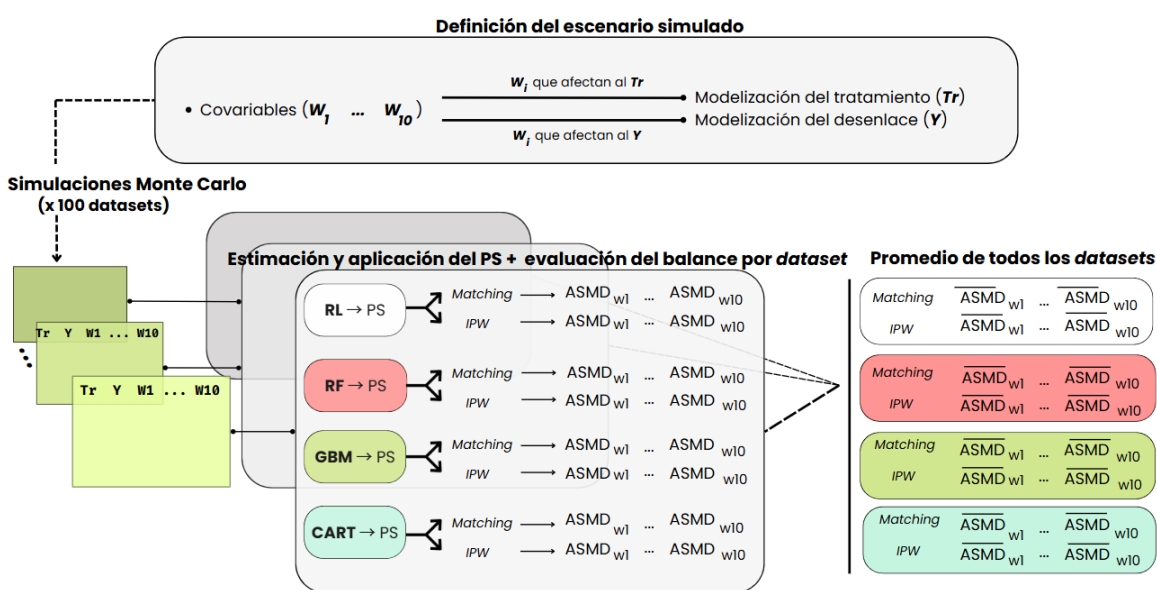 Definición del escenario simulado
W i que afectan al Tr
• Covariables (W 1 ... W 10)
Modelización del tratamiento (Tr)
Modelización del desenlace (Y)
W i que afectan al Y
Simulaciones Monte Carlo
(x 100 datasets)
Tr Y W1 ... W10
Tr Y W1 ... W10
Estimación y aplicación del PS + evaluación del balance por dataset
RL → PS
Matching → ASMD w1 ... ASMD w10
IPW → ASMD w1 ... ASMD w10
RF → PS
Matching → ASMD w1 ... ASMD w10
IPW → ASMD w1 ... ASMD w10
GBM → PS
Matching → ASMD w1 ... ASMD w10
IPW → ASMD w1 ... ASMD w10
CART → PS
Matching → ASMD w1 ... ASMD w10
IPW → ASMD w1 ... ASMD w10
Promedio de todos los datasets
Matching ASMD w1 ... ASMD w10
IPW ASMD w1 ... ASMD w10
Matching ASMD w1 ... ASMD w10
IPW ASMD w1 ... ASMD w10
Matching ASMD w1 ... ASMD w10
IPW ASMD w1 ... ASMD w10
Matching ASMD w1 ... ASMD w10
IPW ASMD w1 ... ASMD w10